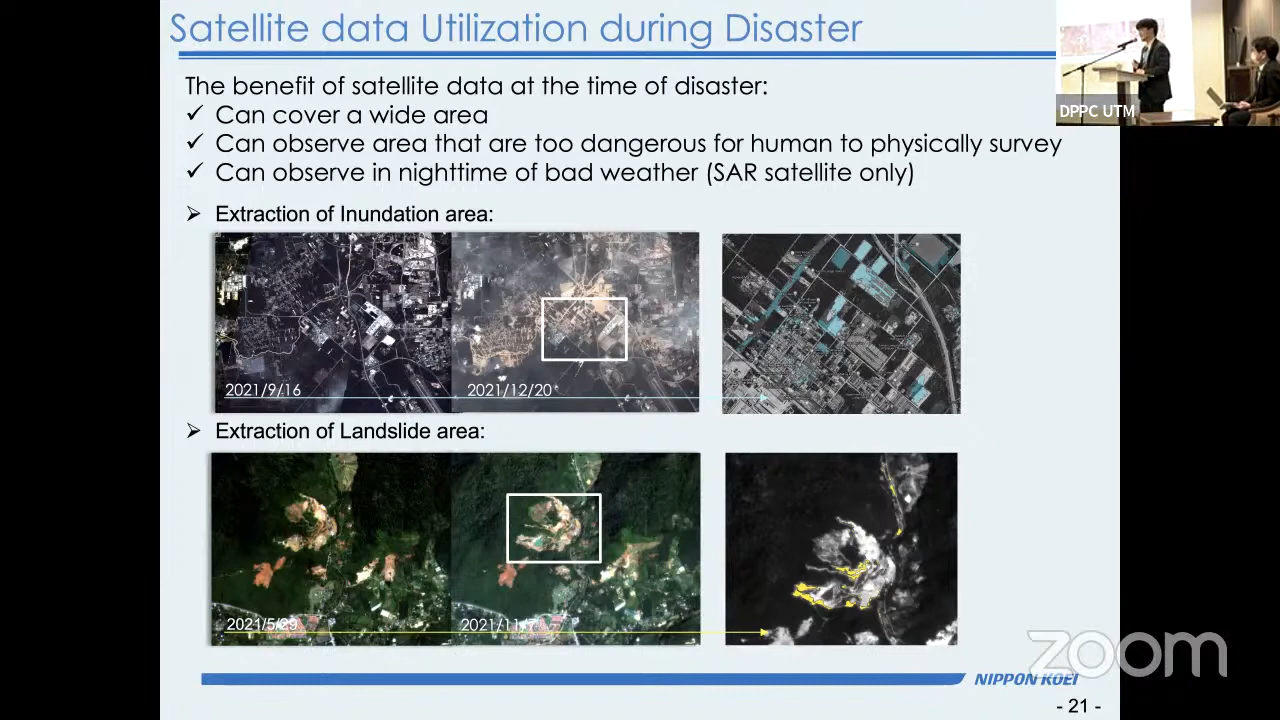 Satellite data Utilization during Disaster
DPPC UTM
The benefit of satellite data at the time of disaster:
✓ Can cover a wide area
✓ Can observe area that are too dangerous for human to physically survey
✓ Can observe in nighttime of bad weather (SAR satellite only)
➢ Extraction of Inundation area:
2021/9/16
2021/12/20
➢ Extraction of Landslide area:
2021/5/29
zoom
NIPPON KOEI
- 21 -